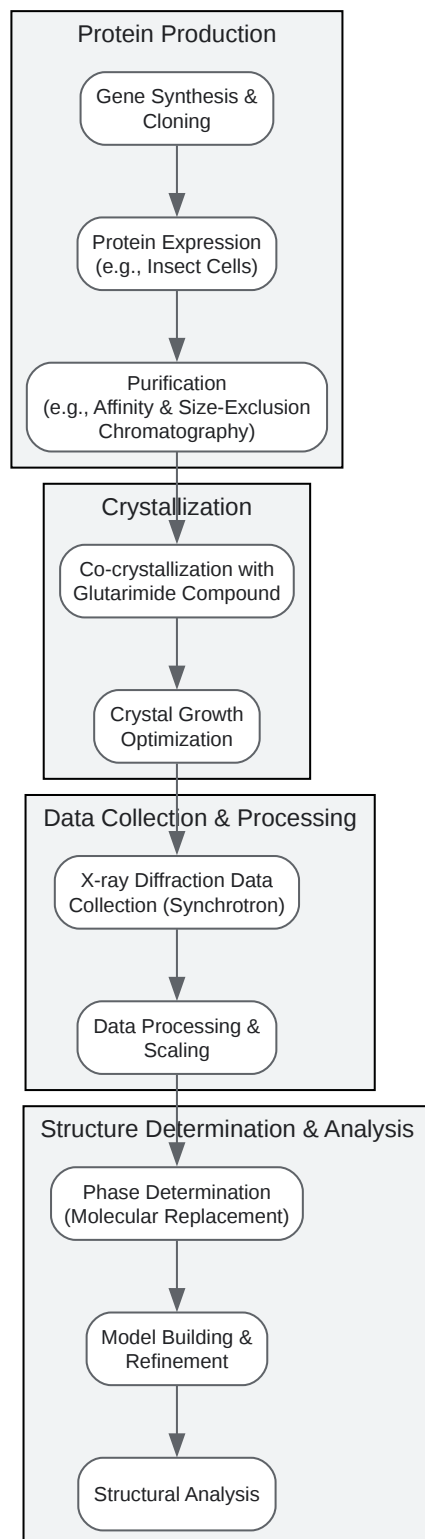 Protein Production
Gene Synthesis &
Cloning
Protein Expression
(e.g., Insect Cells)
Purification
(e.g., Affinity & Size-Exclusion
Chromatography)
Crystallization
Co-crystallization with
Glutarimide Compound
Crystal Growth
Optimization
Data Collection & Processing
X-ray Diffraction Data
Collection (Synchrotron)
Data Processing &
Scaling
Structure Determination & Analysis
Phase Determination
(Molecular Replacement)
Model Building &
Refinement
Structural Analysis